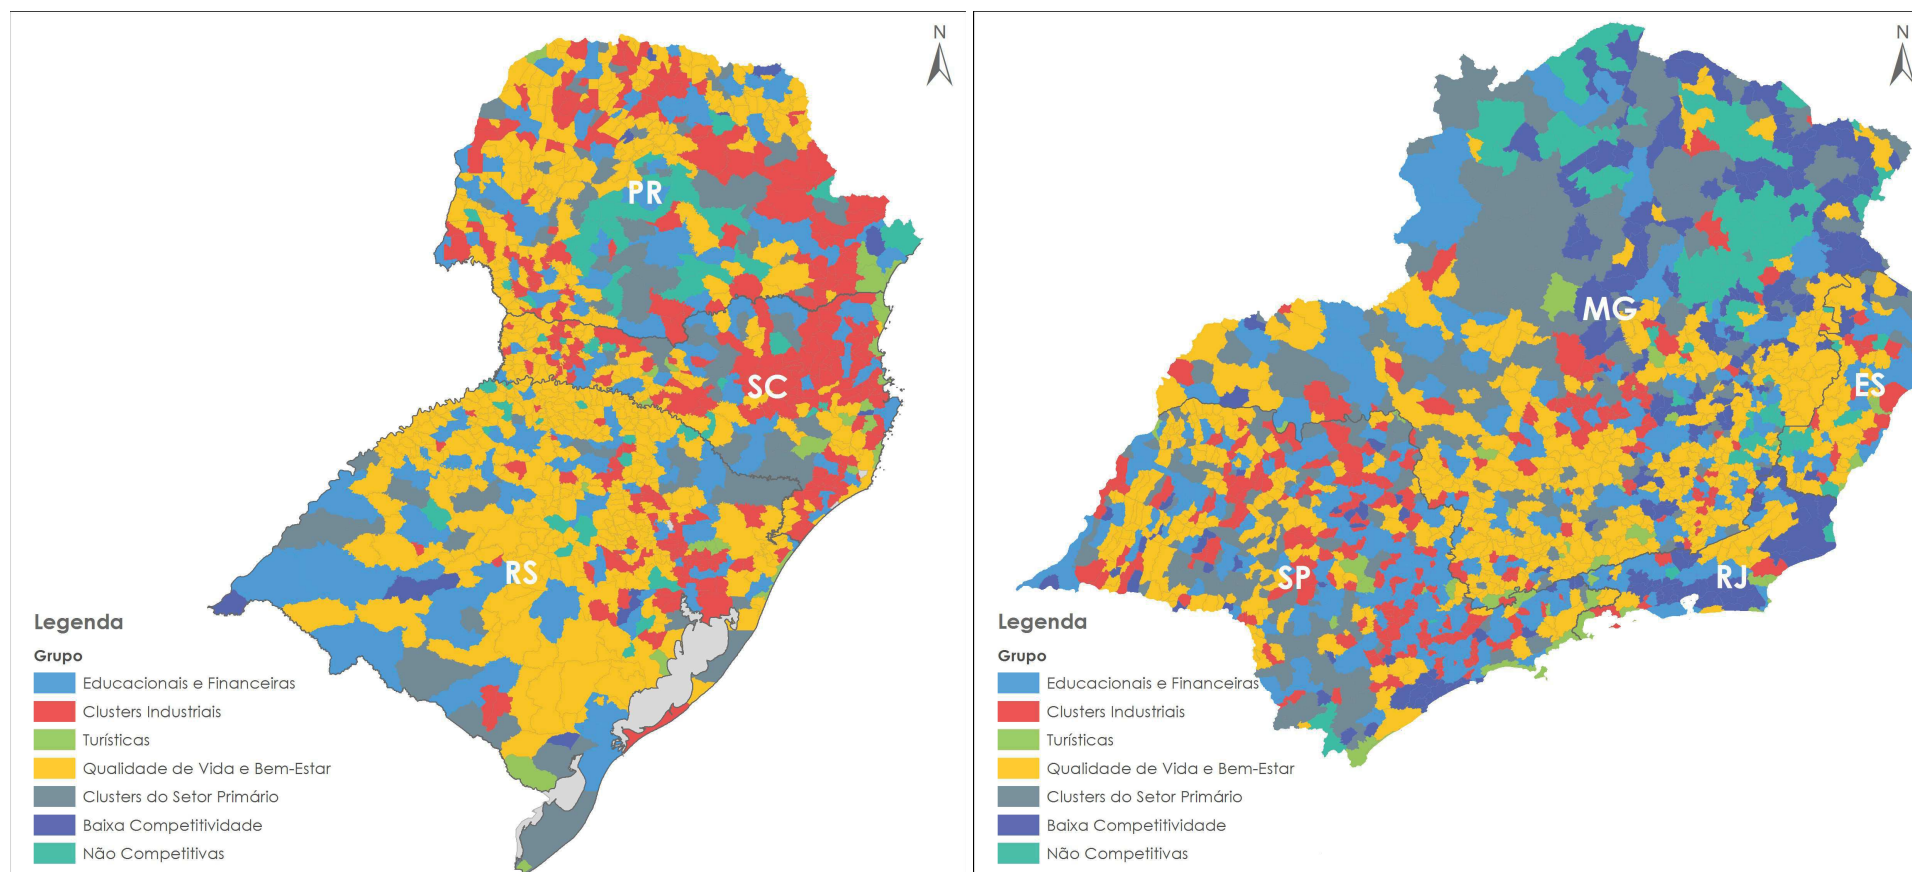 N
PR
SC
RS
Legenda
Grupo
Educacionais e Financeiras
Clusters Industriais
Turísticas
Qualidade de Vida e Bem-Estar
Clusters do Setor Primário
Baixa Competitividade
Não Competitivas
N
MG
ES
SP
RJ
Legenda
Grupo
Educacionais e Financeiras
Clusters Industriais
Turísticas
Qualidade de Vida e Bem-Estar
Clusters do Setor Primário
Baixa Competitividade
Não Competitivas